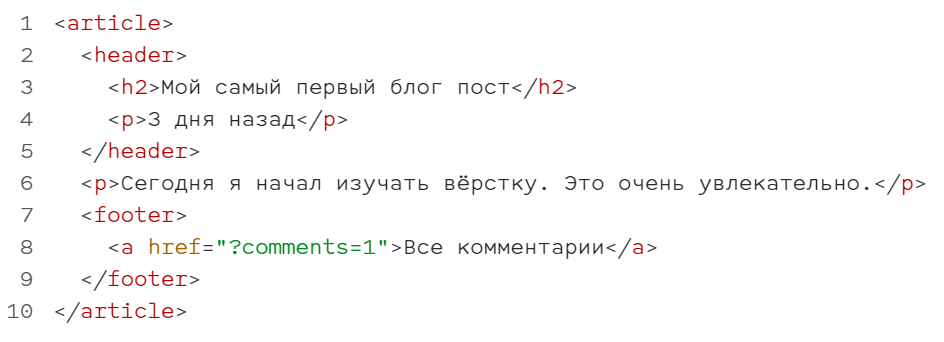 1 <article>
2   <header>
3     <h2>Мой самый первый блог пост</h2>
4     <p>3 дня назад</p>
5   </header>
6   <p>Сегодня я начал изучать вёрстку. Это очень увлекательно.</p>
7   <footer>
8     <a href="?comments=1">Все комментарии</a>
9   </footer>
10 </article>